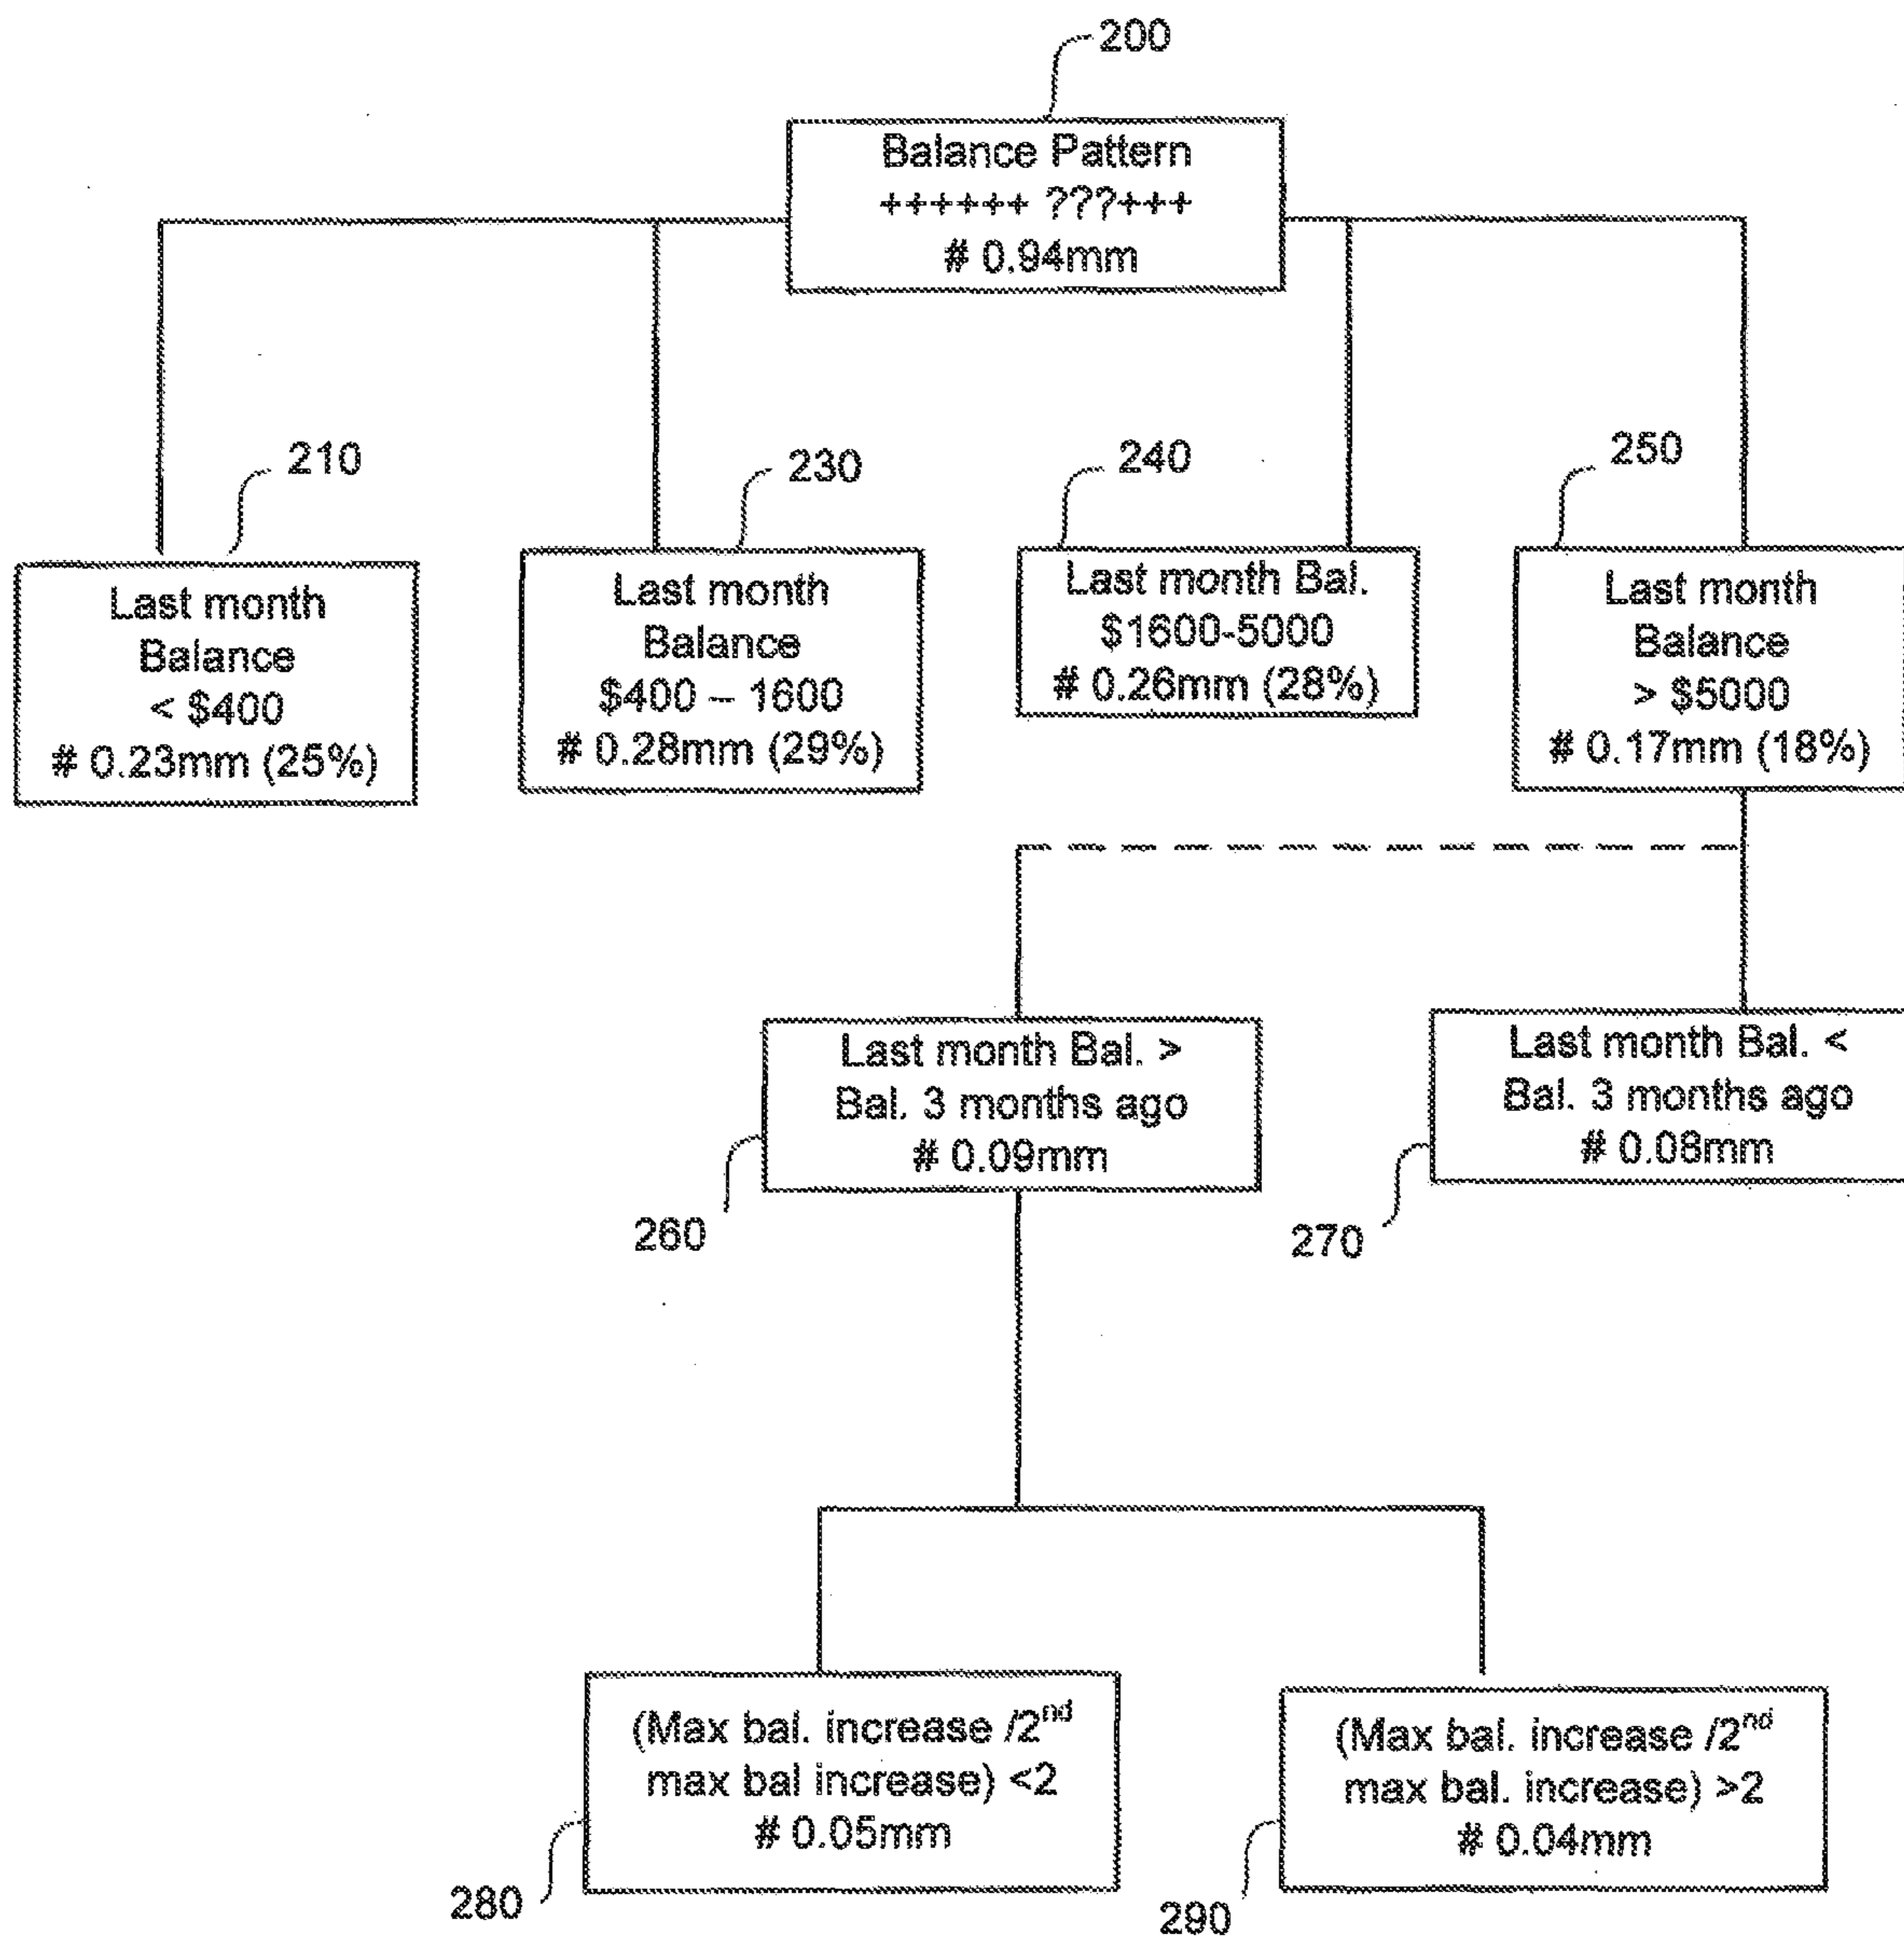 200
Balance Pattern
++++++ ???+++
# 0.94mm
210
230
240
250
Last month
Balance
< $400
# 0.23mm (25%)
Last month
Balance
$400 – 1600
# 0.28mm (29%)
Last month Bal.
$1600-5000
# 0.26mm (28%)
Last month
Balance
> $5000
# 0.17mm (18%)
Last month Bal. >
Bal. 3 months ago
# 0.09mm
260
Last month Bal. <
Bal. 3 months ago
# 0.08mm
270
(Max bal. increase /2nd
max bal increase) <2
# 0.05mm
280
(Max bal. increase /2nd
max bal. increase) >2
# 0.04mm
290